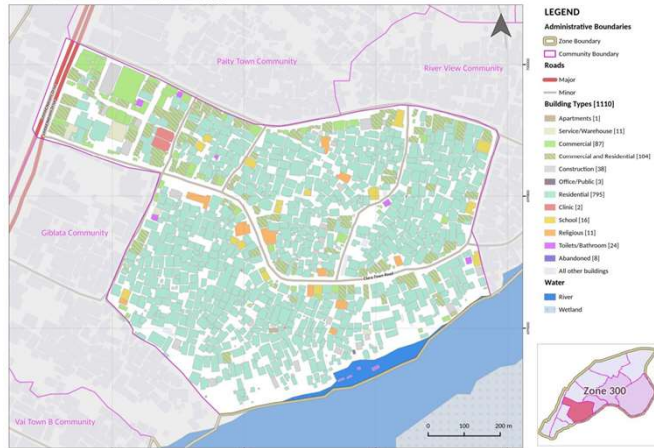 Paity Town Community
River View Community
Giblata Community
Clara Town Road
Vai Town B Community
0
100
200 m
LEGEND
Administrative Boundaries
Zone Boundary
Community Boundary
Roads
Major
Minor
Building Types [1110]
Apartments [1]
Service/Warehouse [11]
Commercial [87]
Commercial and Residential [104]
Construction [38]
Office/Public [3]
Residential [795]
Clinic [2]
School [16]
Religious [11]
Toilets/Bathroom [24]
Abandoned [8]
All other buildings
Water
River
Wetland
Zone 300